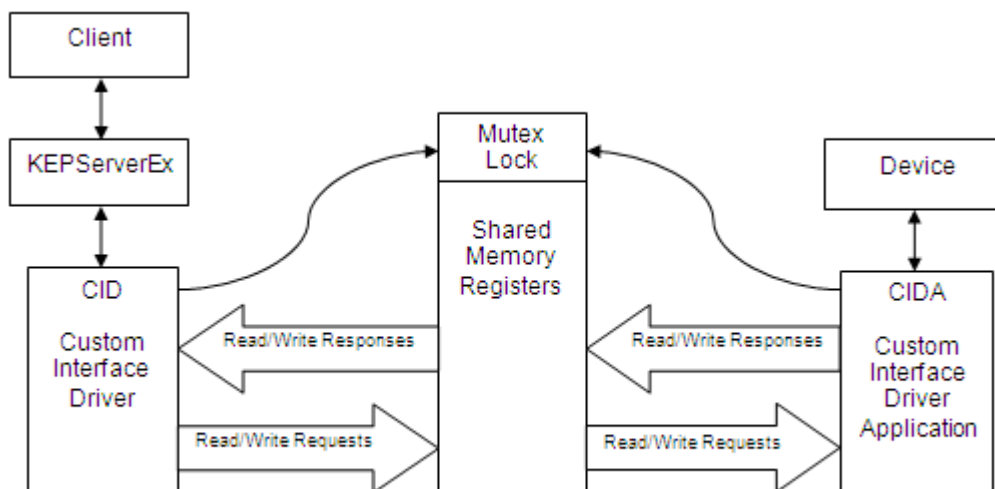 Client
KEPServerEx
CID
Custom
Interface
Driver
Mutex
Lock
Shared
Memory
Registers
Device
CIDA
Custom
Interface
Driver
Application
Read/Write Responses
Read/Write Responses
Read/Write Requests
Read/Write Requests